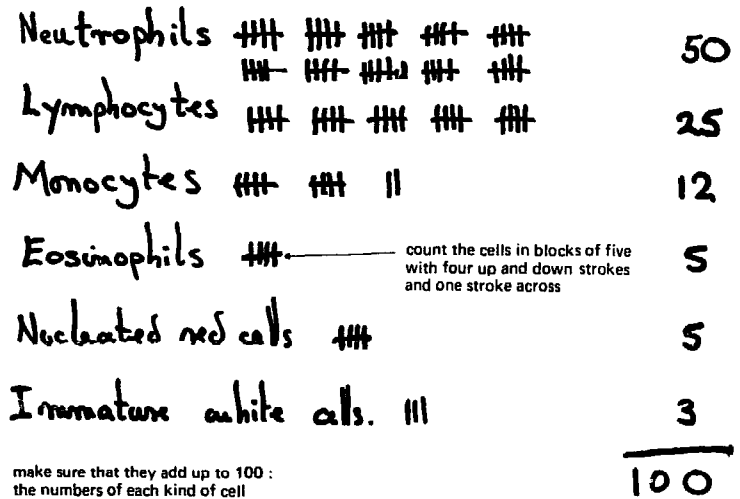 Neutrophils 50
Lymphocytes 25
Monocytes 12
Eosinophils 5
count the cells in blocks of five
with four up and down strokes
and one stroke across
Nucleated red cells 5
Immature white cells. 3
make sure that they add up to 100 :
the numbers of each kind of cell
100